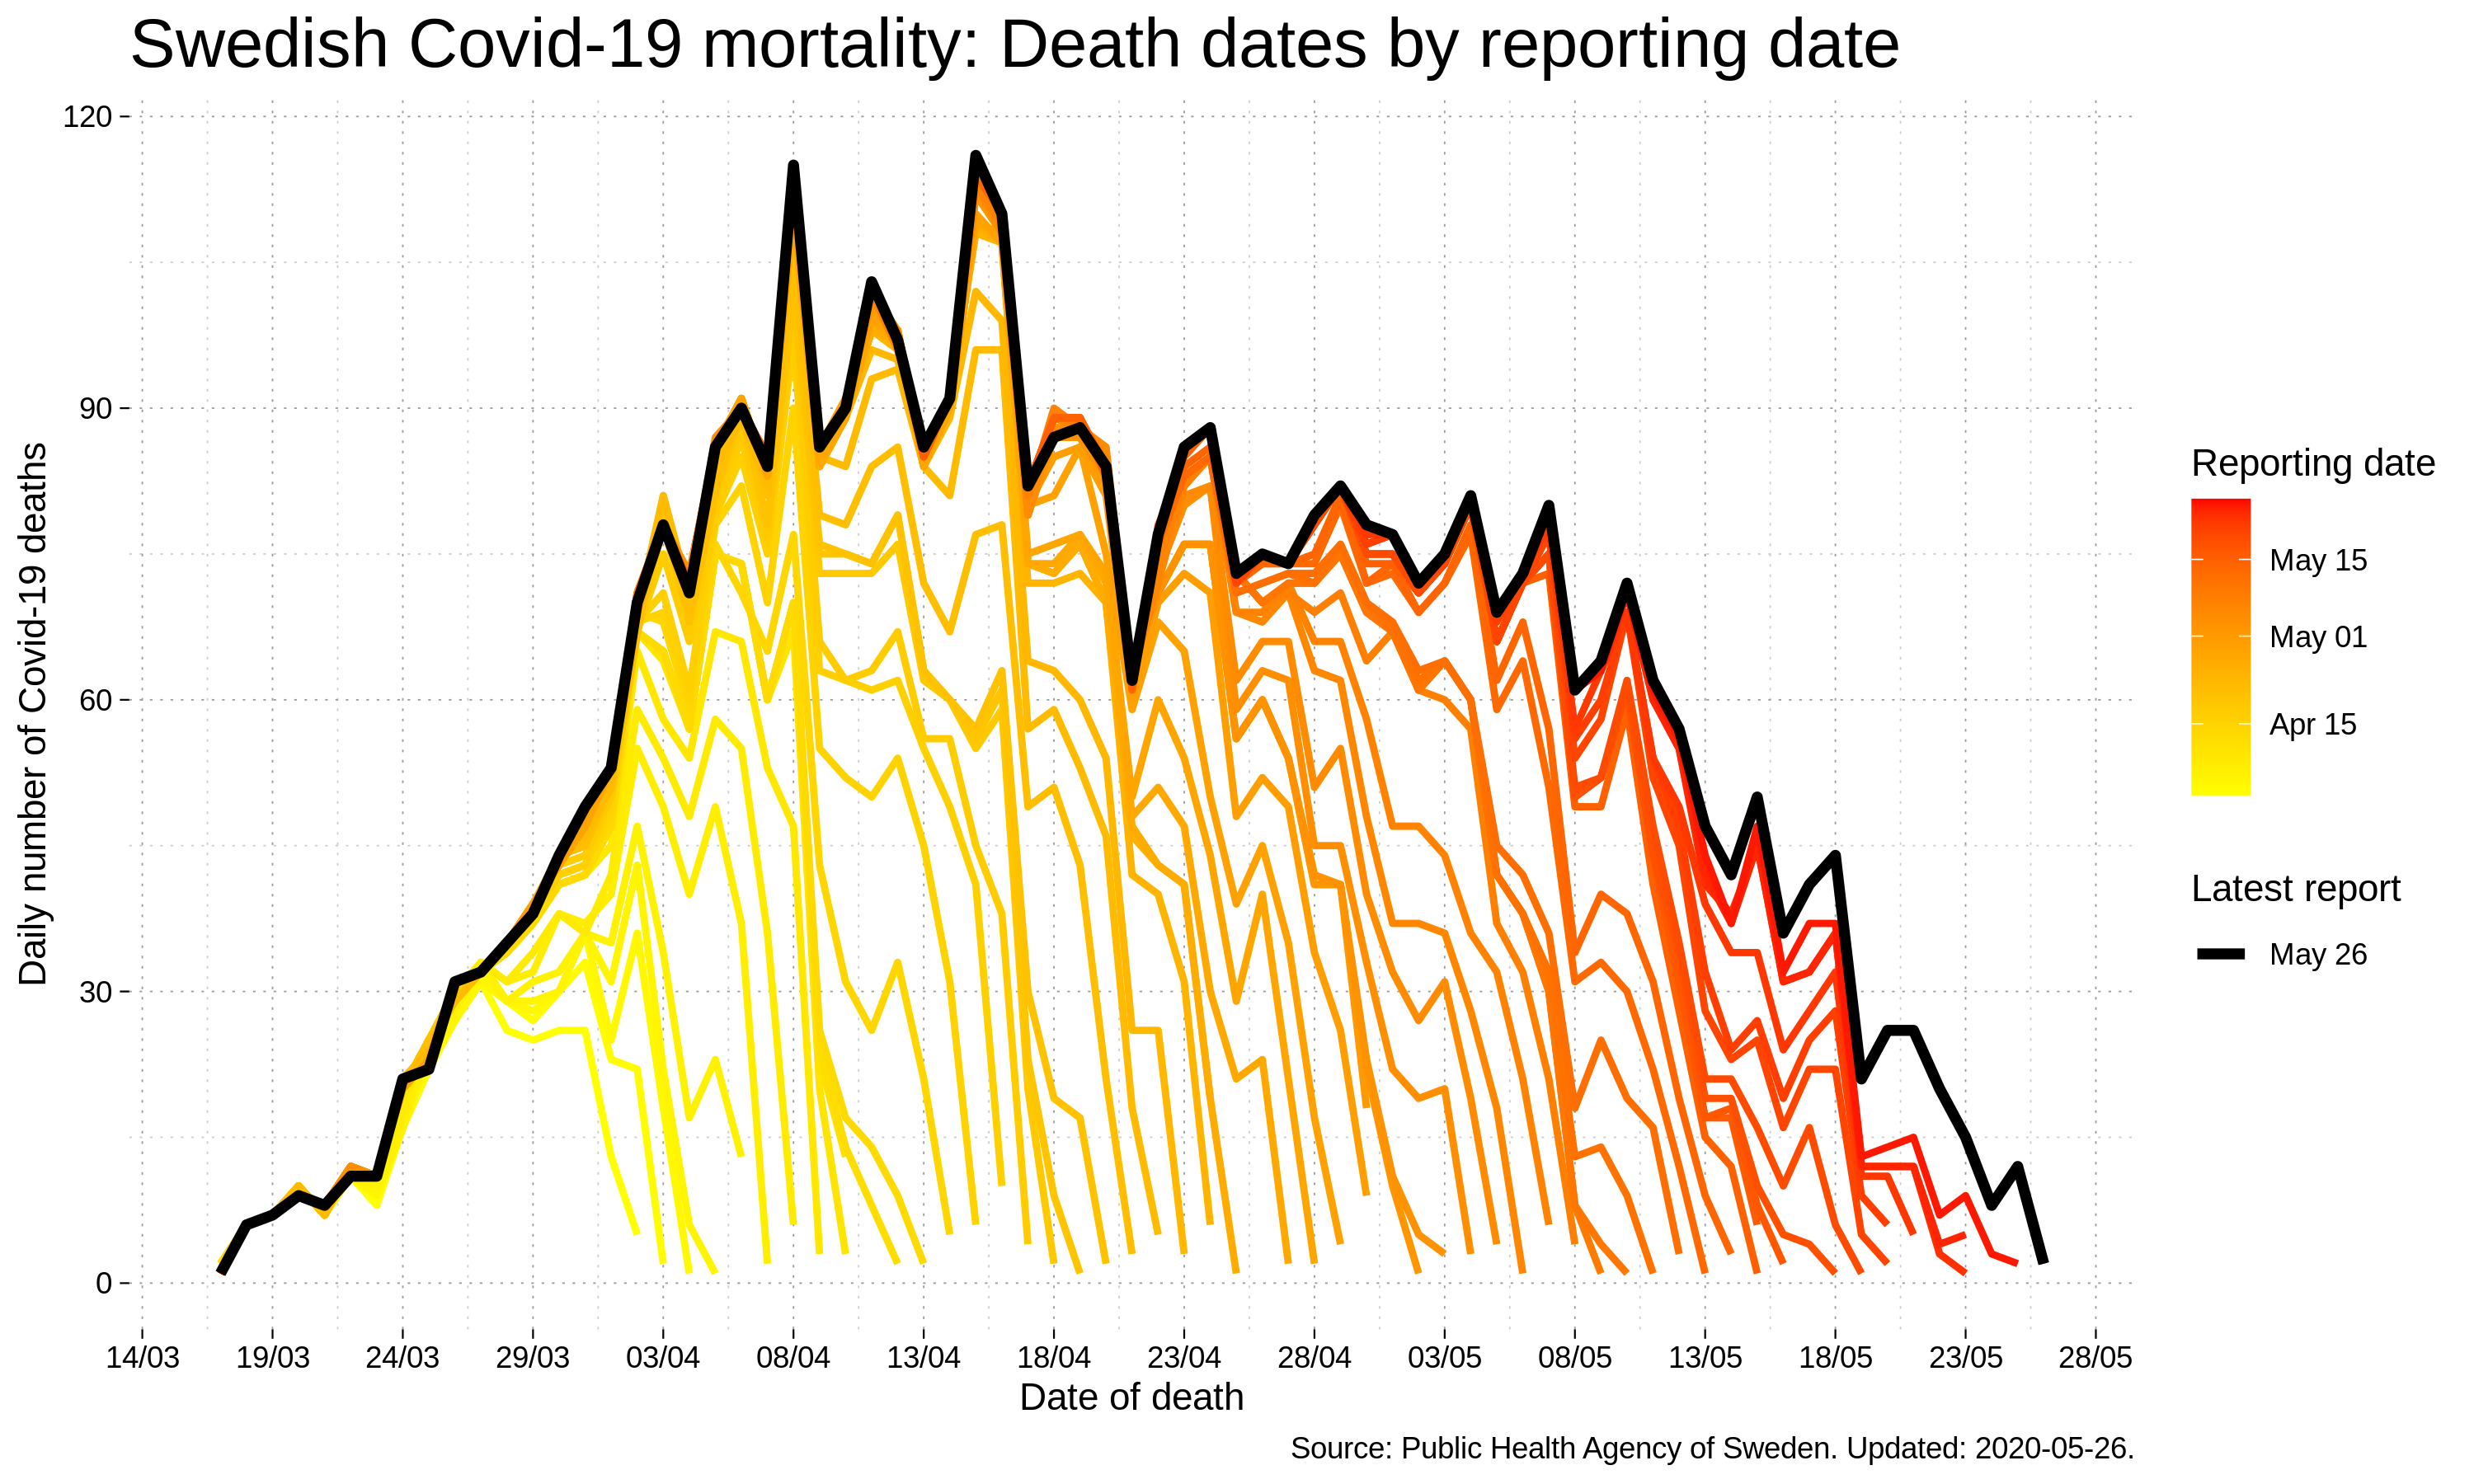 Swedish Covid-19 mortality: Death dates by reporting date
Daily number of Covid-19 deaths
120
90
60
30
0
14/03
19/03
24/03
29/03
03/04
08/04
13/04
18/04
23/04
28/04
03/05
08/05
13/05
18/05
23/05
28/05
Date of death
Reporting date
May 15
May 01
Apr 15
Latest report
May 26
Source: Public Health Agency of Sweden. Updated: 2020-05-26.